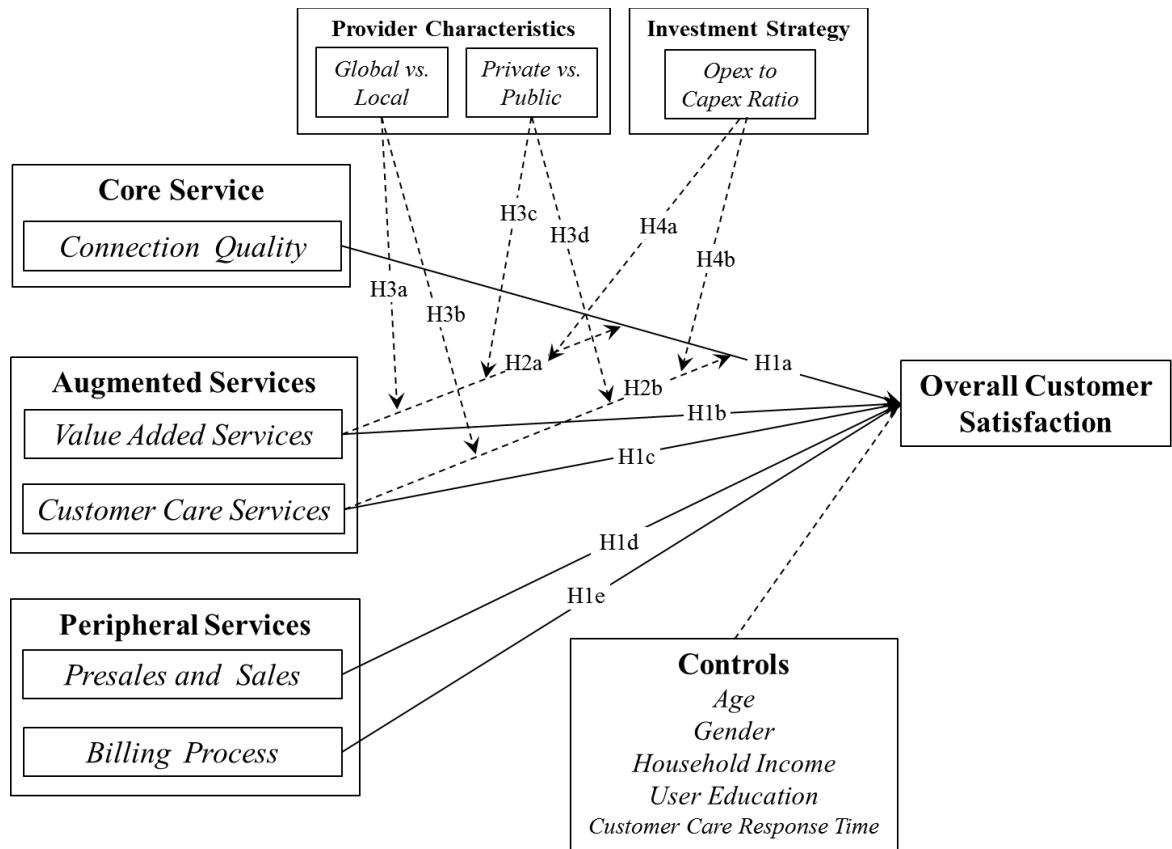 Provider Characteristics
Global vs.
Local
Private vs.
Public
Investment Strategy
Opex to
Capex Ratio
Core Service
Connection Quality
H3a
H3b
H3c
H3d
H4a
H4b
Augmented Services
Value Added Services
Customer Care Services
H2a
H2b
H1a
H1b
H1c
H1d
H1e
Overall Customer
Satisfaction
Peripheral Services
Presales and Sales
Billing Process
Controls
Age
Gender
Household Income
User Education
Customer Care Response Time